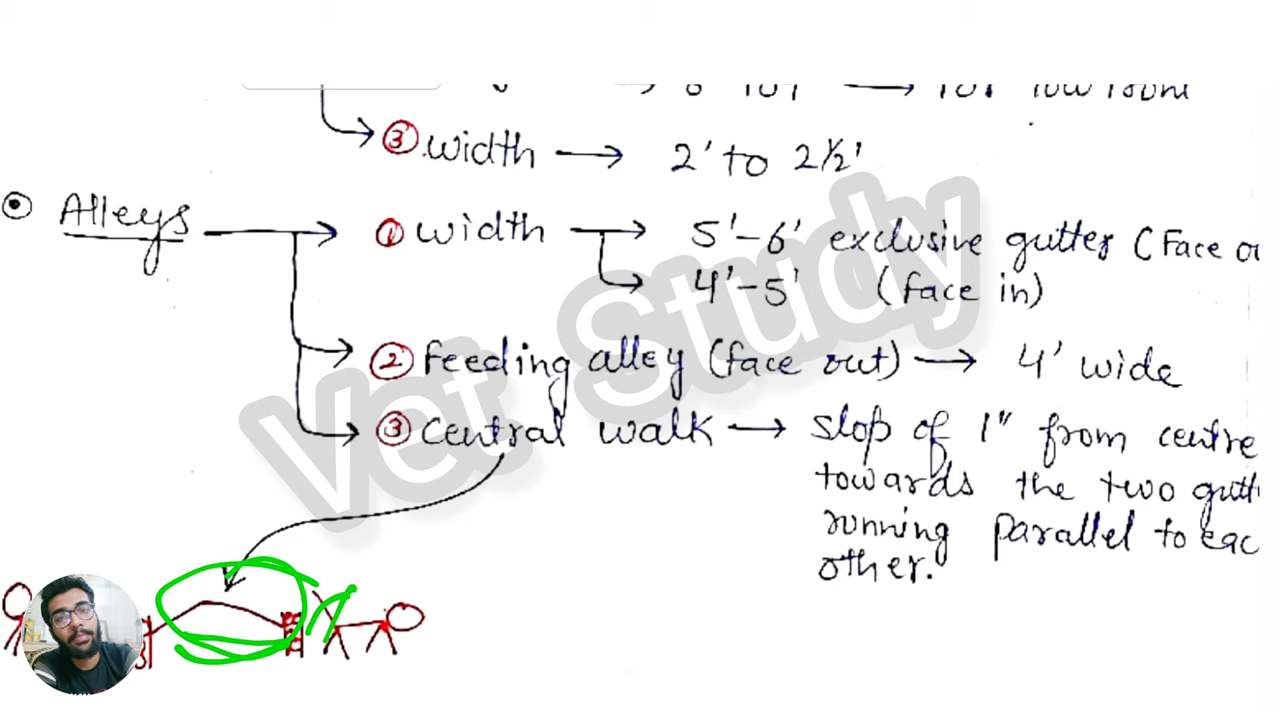 ③ width → 2' to 2½'
Alleys → ① width → 5'-6' exclusive gutter (Face
→ 4'-5' (face in)
② Feeding alley (face out) → 4' wide
③ Central walk → slop of 1" from centre
towards the two
running parallel to
other.
Vet Study